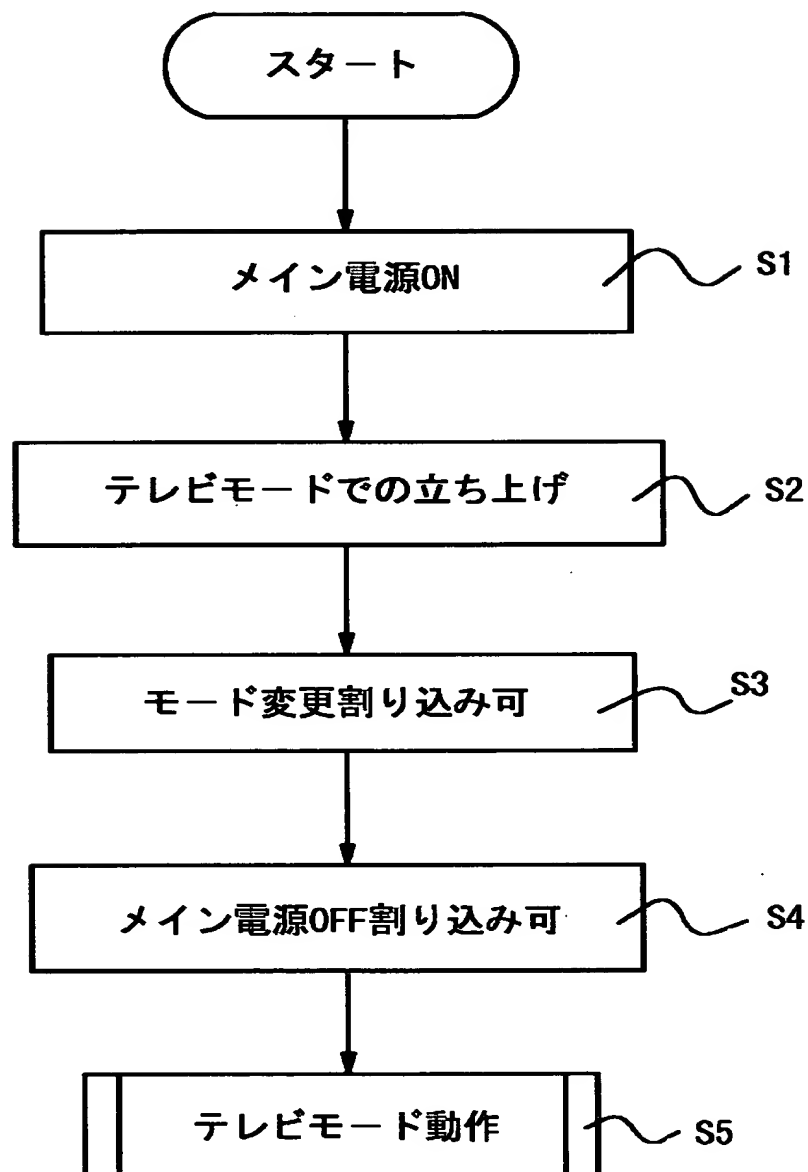 スタート
メイン電源ON
S1
テレビモードでの立ち上げ
S2
モード変更割り込み可
S3
メイン電源OFF割り込み可
S4
テレビモード動作
S5